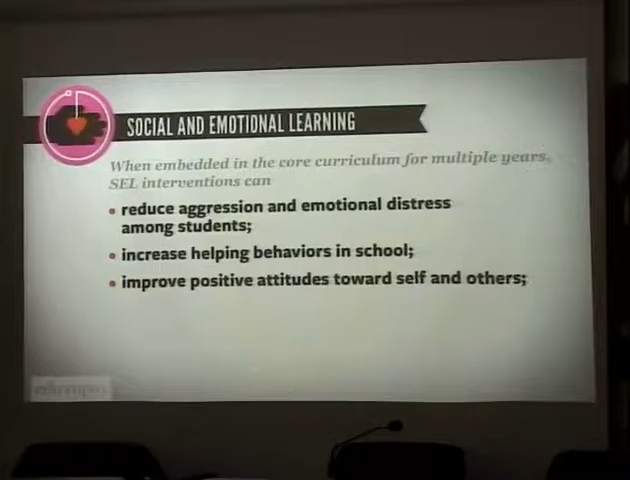 SOCIAL AND EMOTIONAL LEARNING
When embedded in the core curriculum for multiple years,
SEL interventions can
• reduce aggression and emotional distress
among students;
• increase helping behaviors in school;
• improve positive attitudes toward self and others;